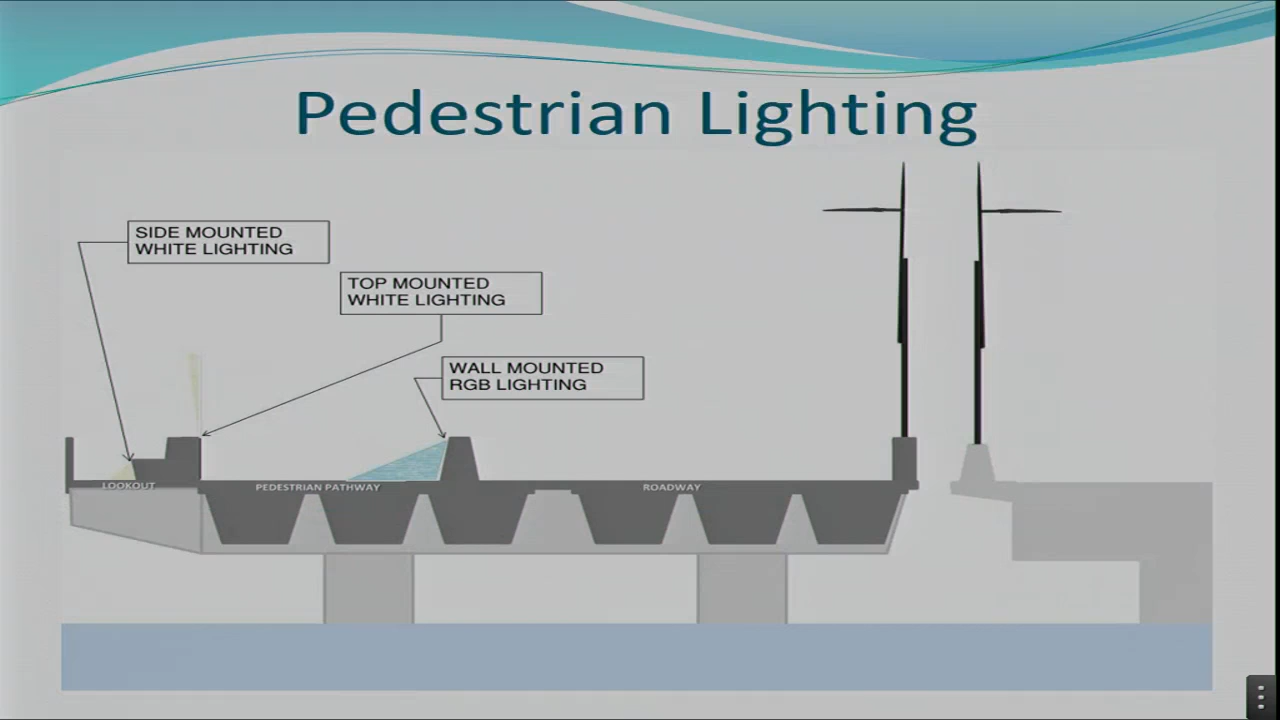 Pedestrian Lighting
SIDE MOUNTED
WHITE LIGHTING
TOP MOUNTED
WHITE LIGHTING
WALL MOUNTED
RGB LIGHTING
LOOKOUT
PEDESTRIAN PATHWAY
ROADWAY